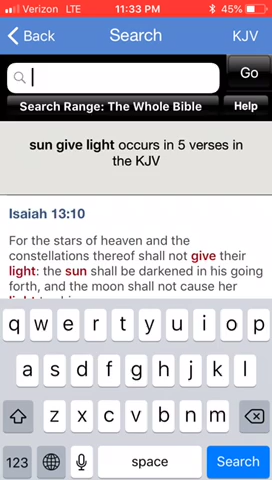 Verizon LTE 11:33 PM 45%
Back Search KJV
Go
Search Range: The Whole Bible Help
sun give light occurs in 5 verses in
the KJV
Isaiah 13:10
For the stars of heaven and the
constellations thereof shall not give their
light: the sun shall be darkened in his going
forth, and the moon shall not cause her
q w e r t y u i o p
a s d f g h j k l
z x c v b n m
123 space Search